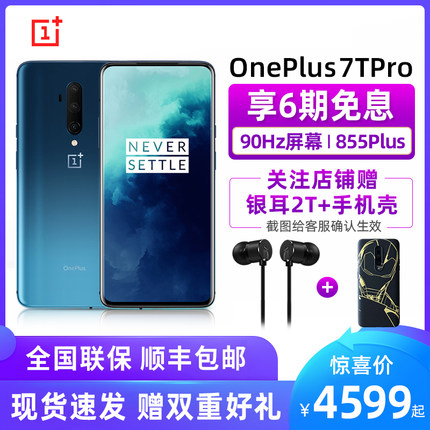 1+
OnePlus 7TPro
享6期免息
90Hz屏幕 | 855Plus
关注店铺赠
银耳2T+手机壳
截图给客服确认生效
NEVER
SETTLE
1+
OnePlus
+
全国联保 顺丰包邮
现货速发 赠双重好礼
惊喜价
¥4599起